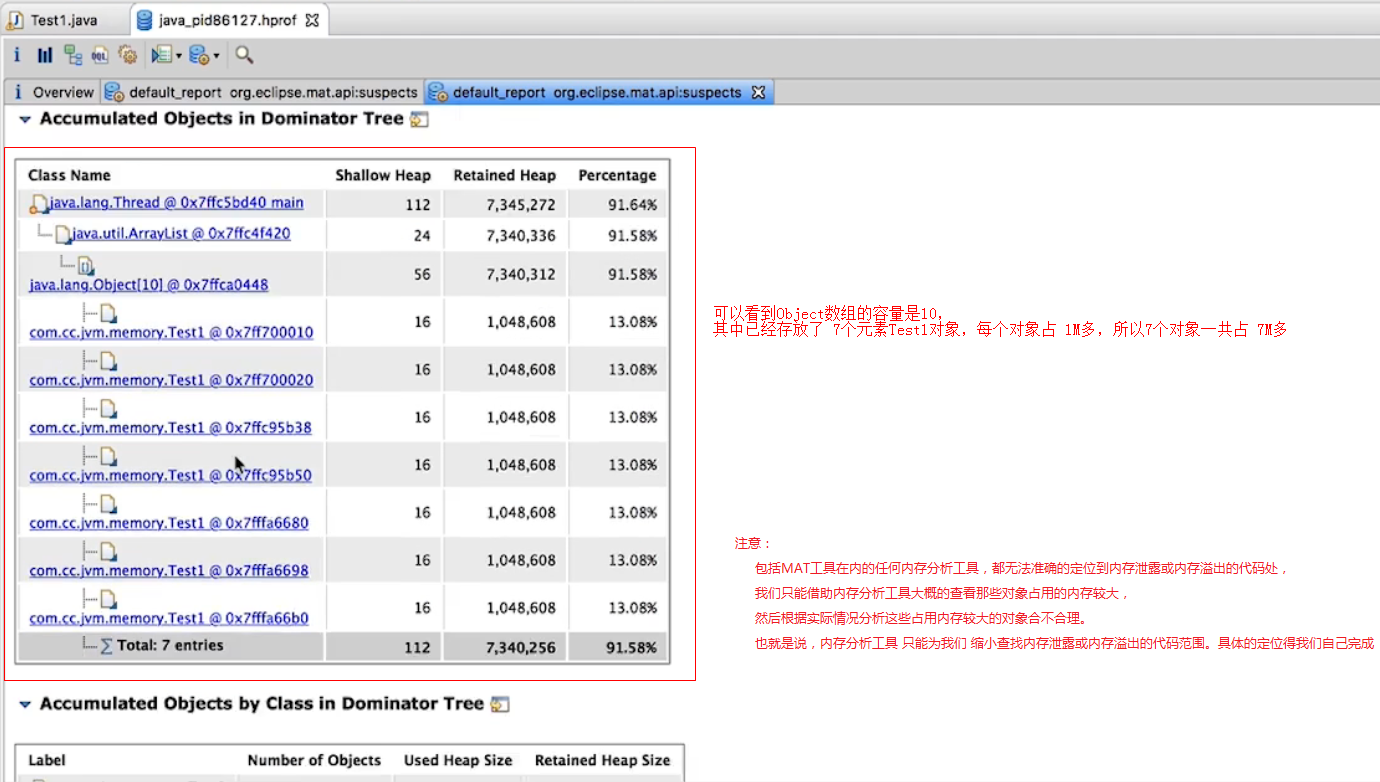 Test1.java java_pid86127.hprof
Overview default_report org.eclipse.mat.api:suspects default_report org.eclipse.mat.api:suspects
Accumulated Objects in Dominator Tree
Class Name Shallow Heap Retained Heap Percentage
java.lang.Thread @ 0x7ffc5bd40 main 112 7,345,272 91.64%
java.util.ArrayList @ 0x7ffc4f420 24 7,340,336 91.58%
java.lang.Object[10] @ 0x7ffca0448 56 7,340,312 91.58%
com.cc.jvm.memory.Test1 @ 0x7ff700010 16 1,048,608 13.08%
com.cc.jvm.memory.Test1 @ 0x7ff700020 16 1,048,608 13.08%
com.cc.jvm.memory.Test1 @ 0x7ffc95b38 16 1,048,608 13.08%
com.cc.jvm.memory.Test1 @ 0x7ffc95b50 16 1,048,608 13.08%
com.cc.jvm.memory.Test1 @ 0x7fffa6680 16 1,048,608 13.08%
com.cc.jvm.memory.Test1 @ 0x7fffa6698 16 1,048,608 13.08%
com.cc.jvm.memory.Test1 @ 0x7fffa66b0 16 1,048,608 13.08%
Σ Total: 7 entries 112 7,340,256 91.58%
可以看到Object数组的容量是10,
其中已经存放了 7个元素Test1对象，每个对象占 1M多，所以7个对象一共占 7M多
注意：
包括MAT工具在内的任何内存分析工具，都无法准确的定位到内存泄露或内存溢出的代码处，
我们只能借助内存分析工具大概的查看那些对象占用的内存较大，
然后根据实际情况分析这些占用内存较大的对象合不合理。
也就是说，内存分析工具 只能为我们 缩小查找内存泄露或内存溢出的代码范围。具体的定位得我们自己完成
Accumulated Objects by Class in Dominator Tree
Label Number of Objects Used Heap Size Retained Heap Size